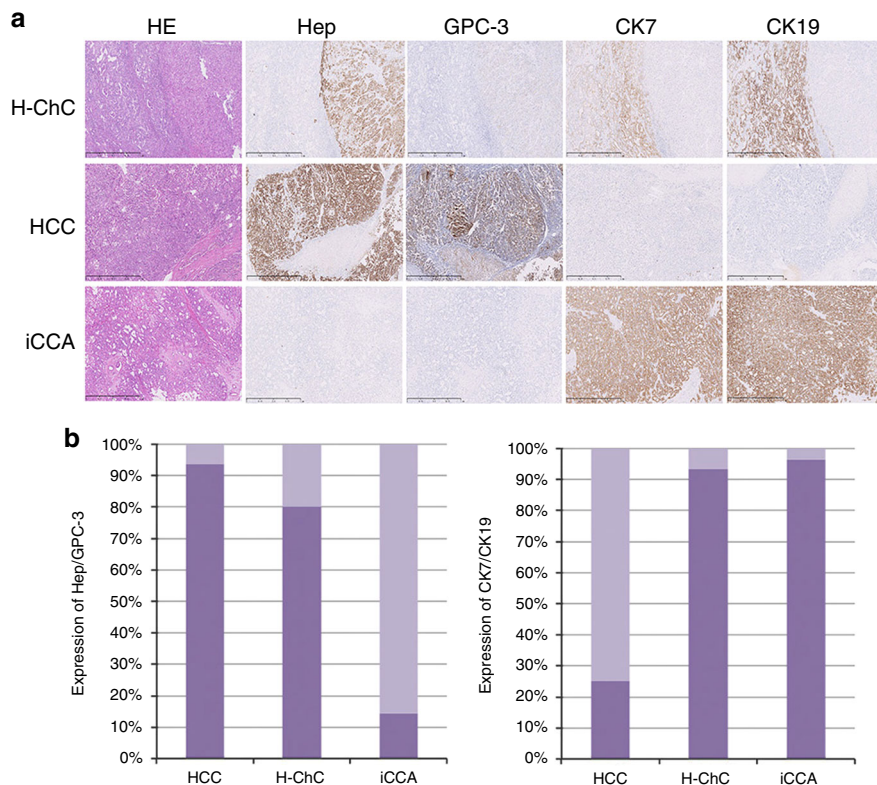 a
HE Hep GPC-3 CK7 CK19
H-ChC
HCC
iCCA
b
Expression of Hep/GPC-3
100%
90%
80%
70%
60%
50%
40%
30%
20%
10%
0%
HCC H-ChC iCCA
Expression of CK7/CK19
100%
90%
80%
70%
60%
50%
40%
30%
20%
10%
0%
HCC H-ChC iCCA